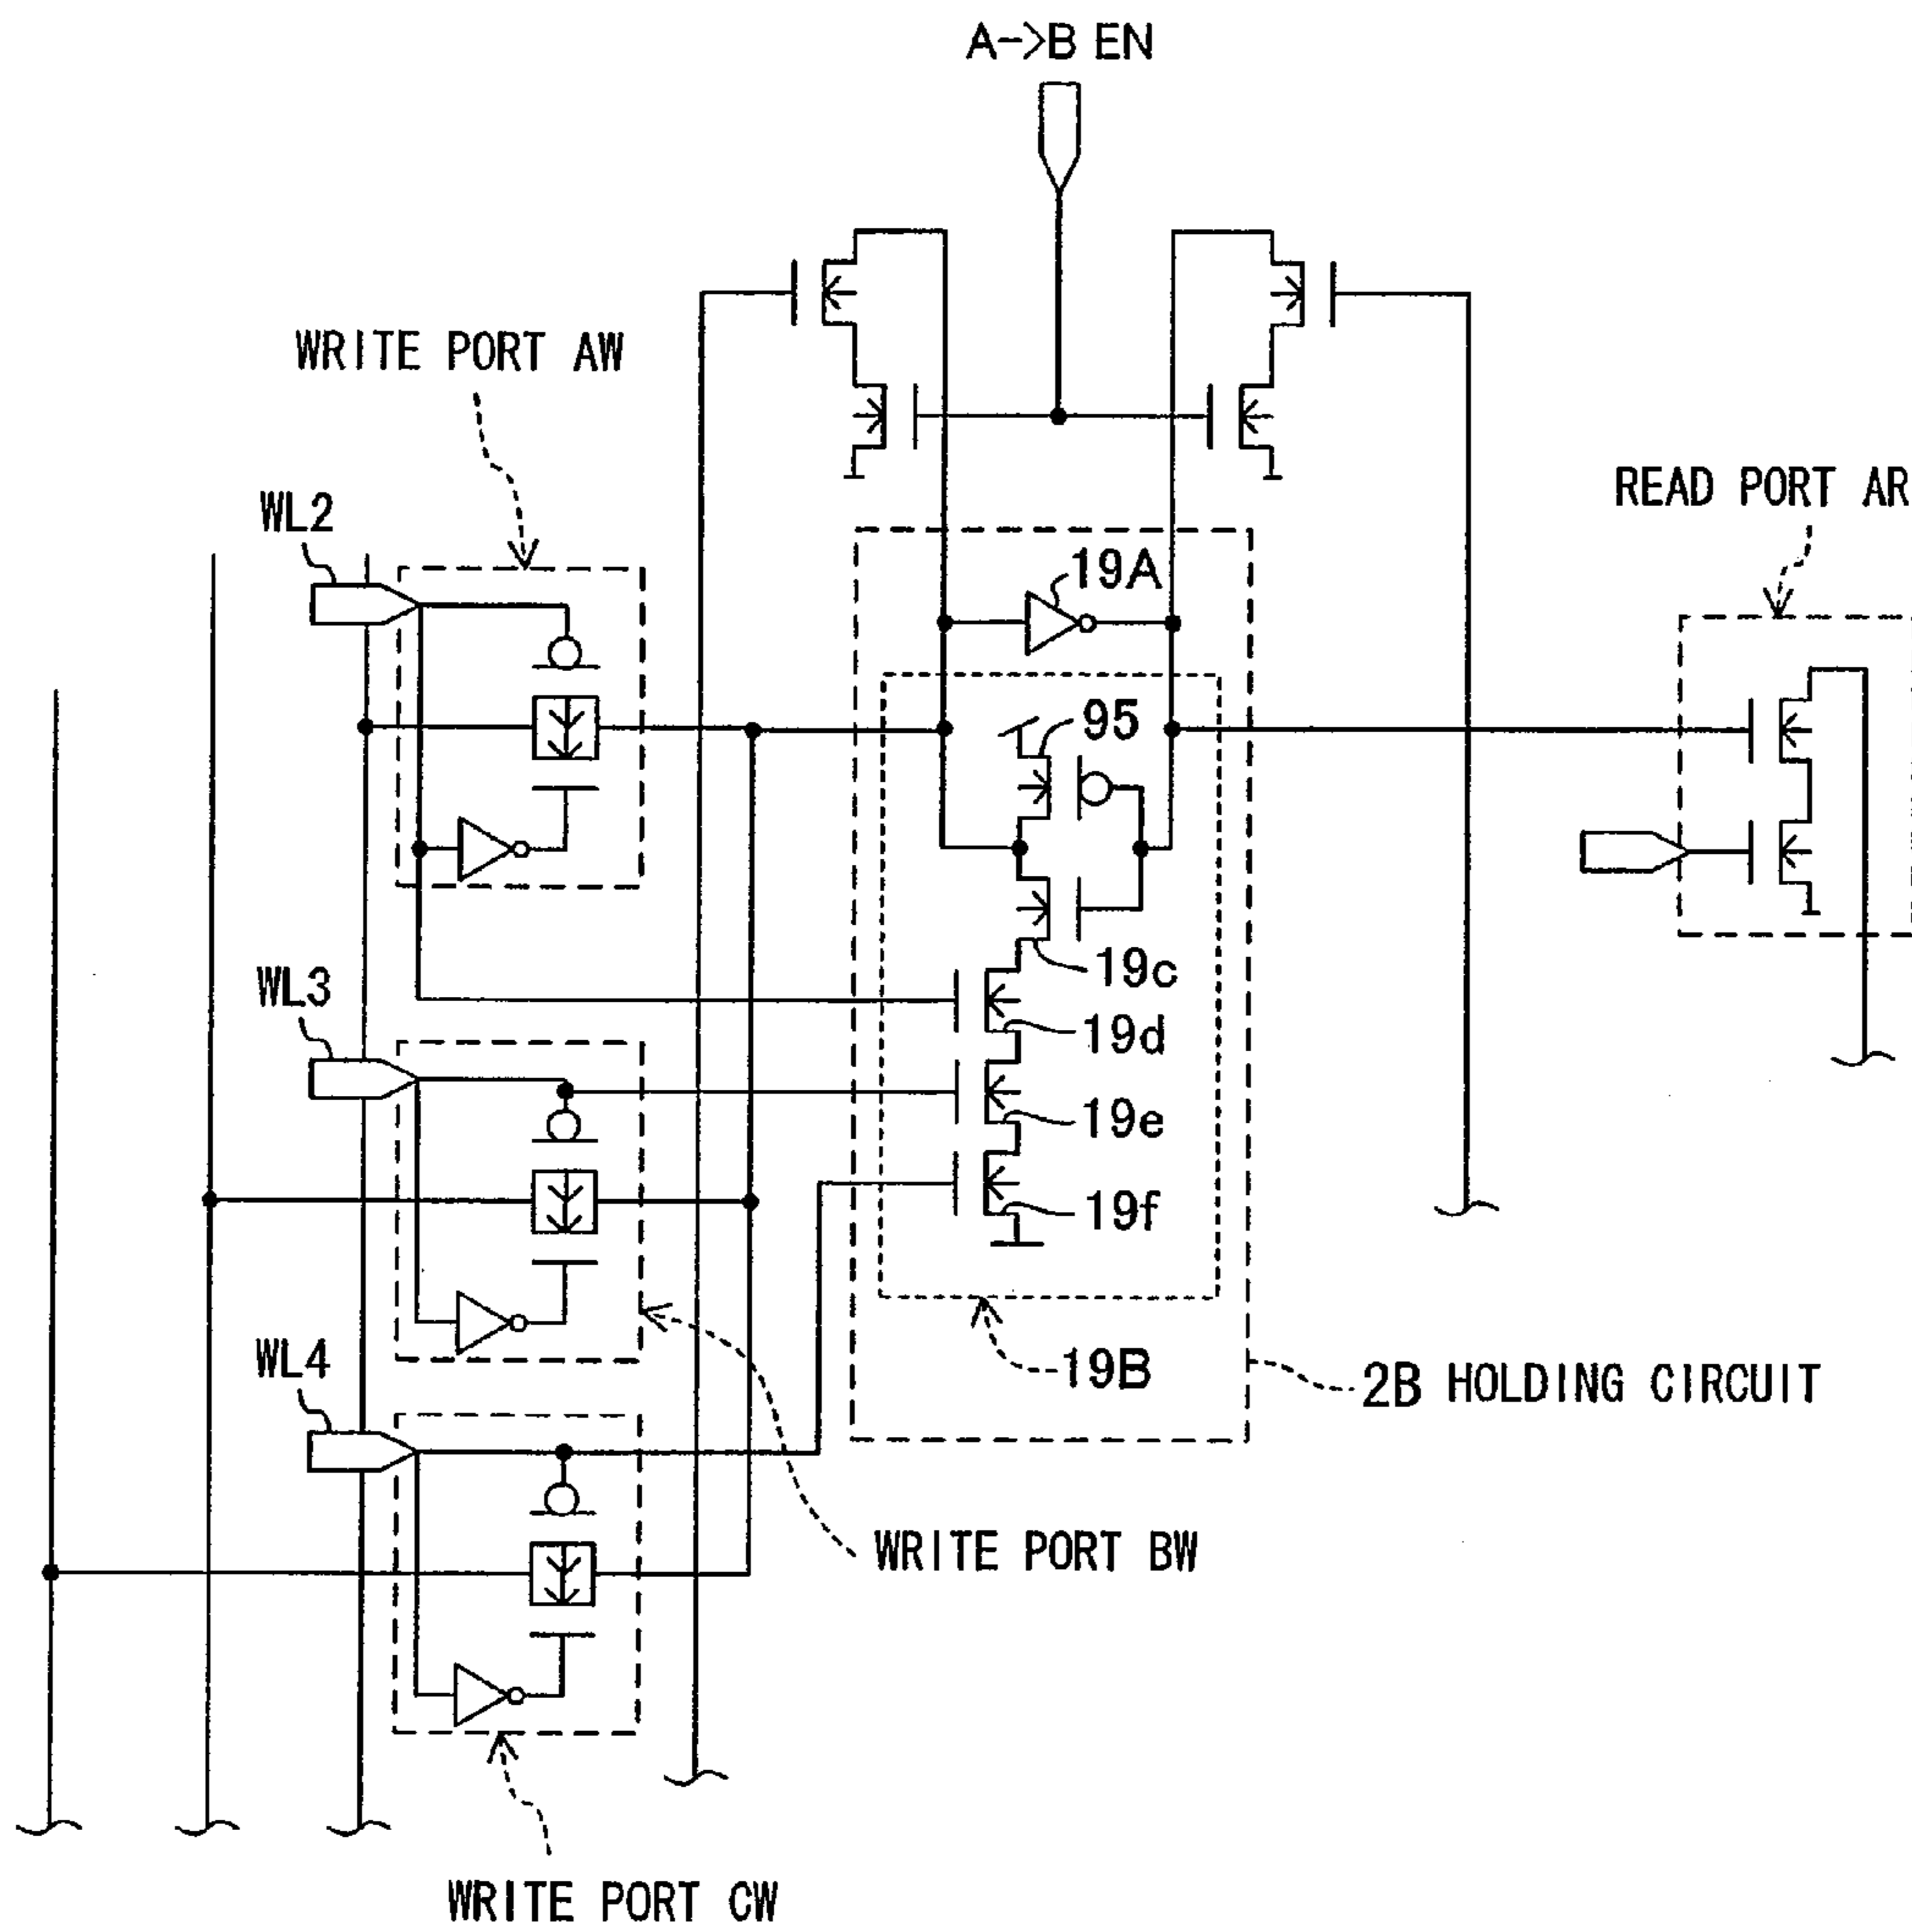 A->B EN
WRITE PORT AW
READ PORT AR
WL2
19A
95
19c
WL3
19d
19e
19f
WL4
19B
2B HOLDING CIRCUIT
WRITE PORT BW
WRITE PORT CW